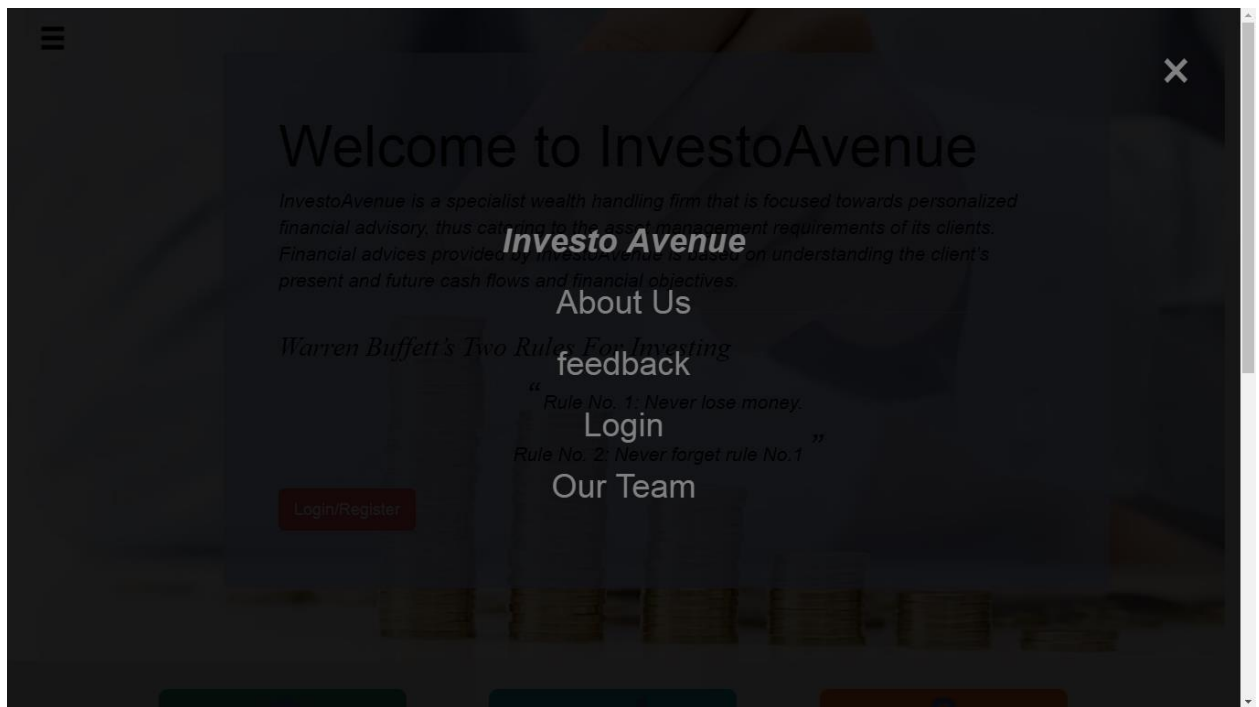 Welcome to InvestoAvenue
InvestoAvenue is a specialist wealth handling firm that is focused towards personalized
financial advisory, thus catering to the asset management requirements of its clients.
Investo Avenue
Financial advices provided by InvestoAvenue is based on understanding the client's
present and future cash flows and financial objectives.
About Us
Warren Buffett's Two Rules For Investing
feedback
“ Rule No. 1: Never lose money.
Login
Rule No. 2: Never forget rule No.1 ”
Our Team
Login/Register